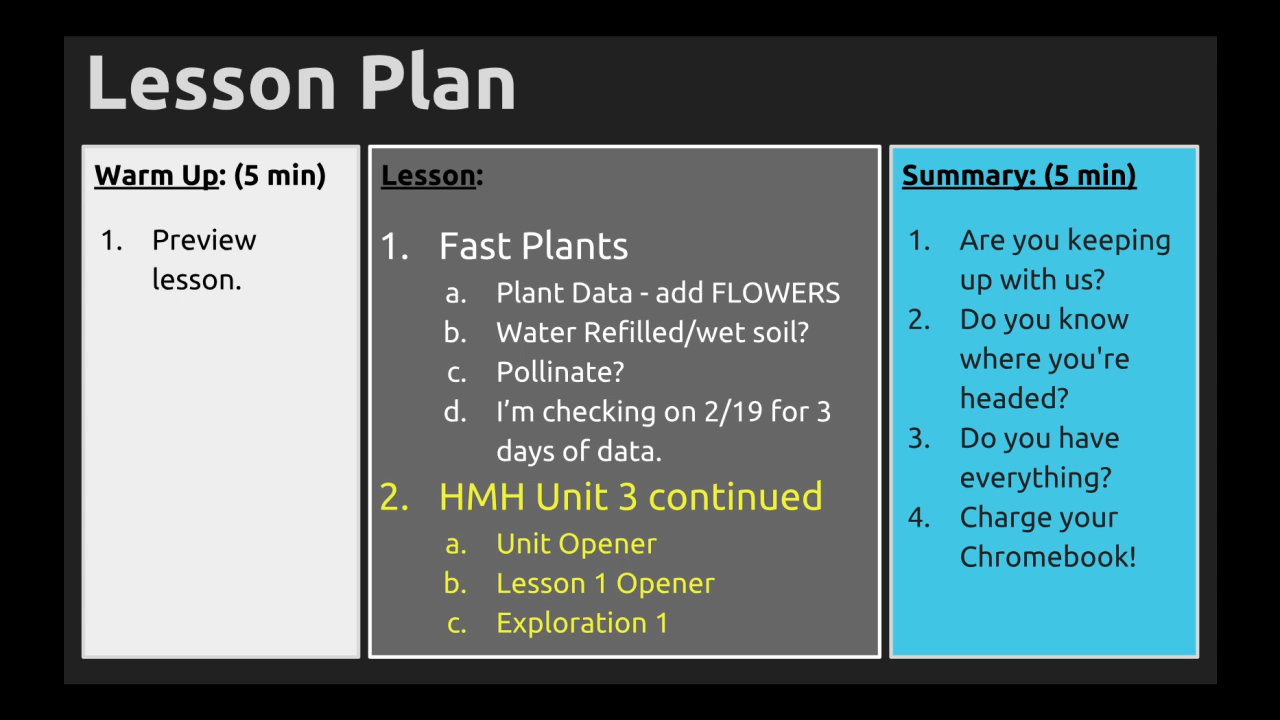 Lesson Plan
Warm Up: (5 min)
1. Preview
lesson.
Lesson:
1. Fast Plants
a. Plant Data - add FLOWERS
b. Water Refilled/wet soil?
c. Pollinate?
d. I’m checking on 2/19 for 3
days of data.
2. HMH Unit 3 continued
a. Unit Opener
b. Lesson 1 Opener
c. Exploration 1
Summary: (5 min)
1. Are you keeping
up with us?
2. Do you know
where you're
headed?
3. Do you have
everything?
4. Charge your
Chromebook!